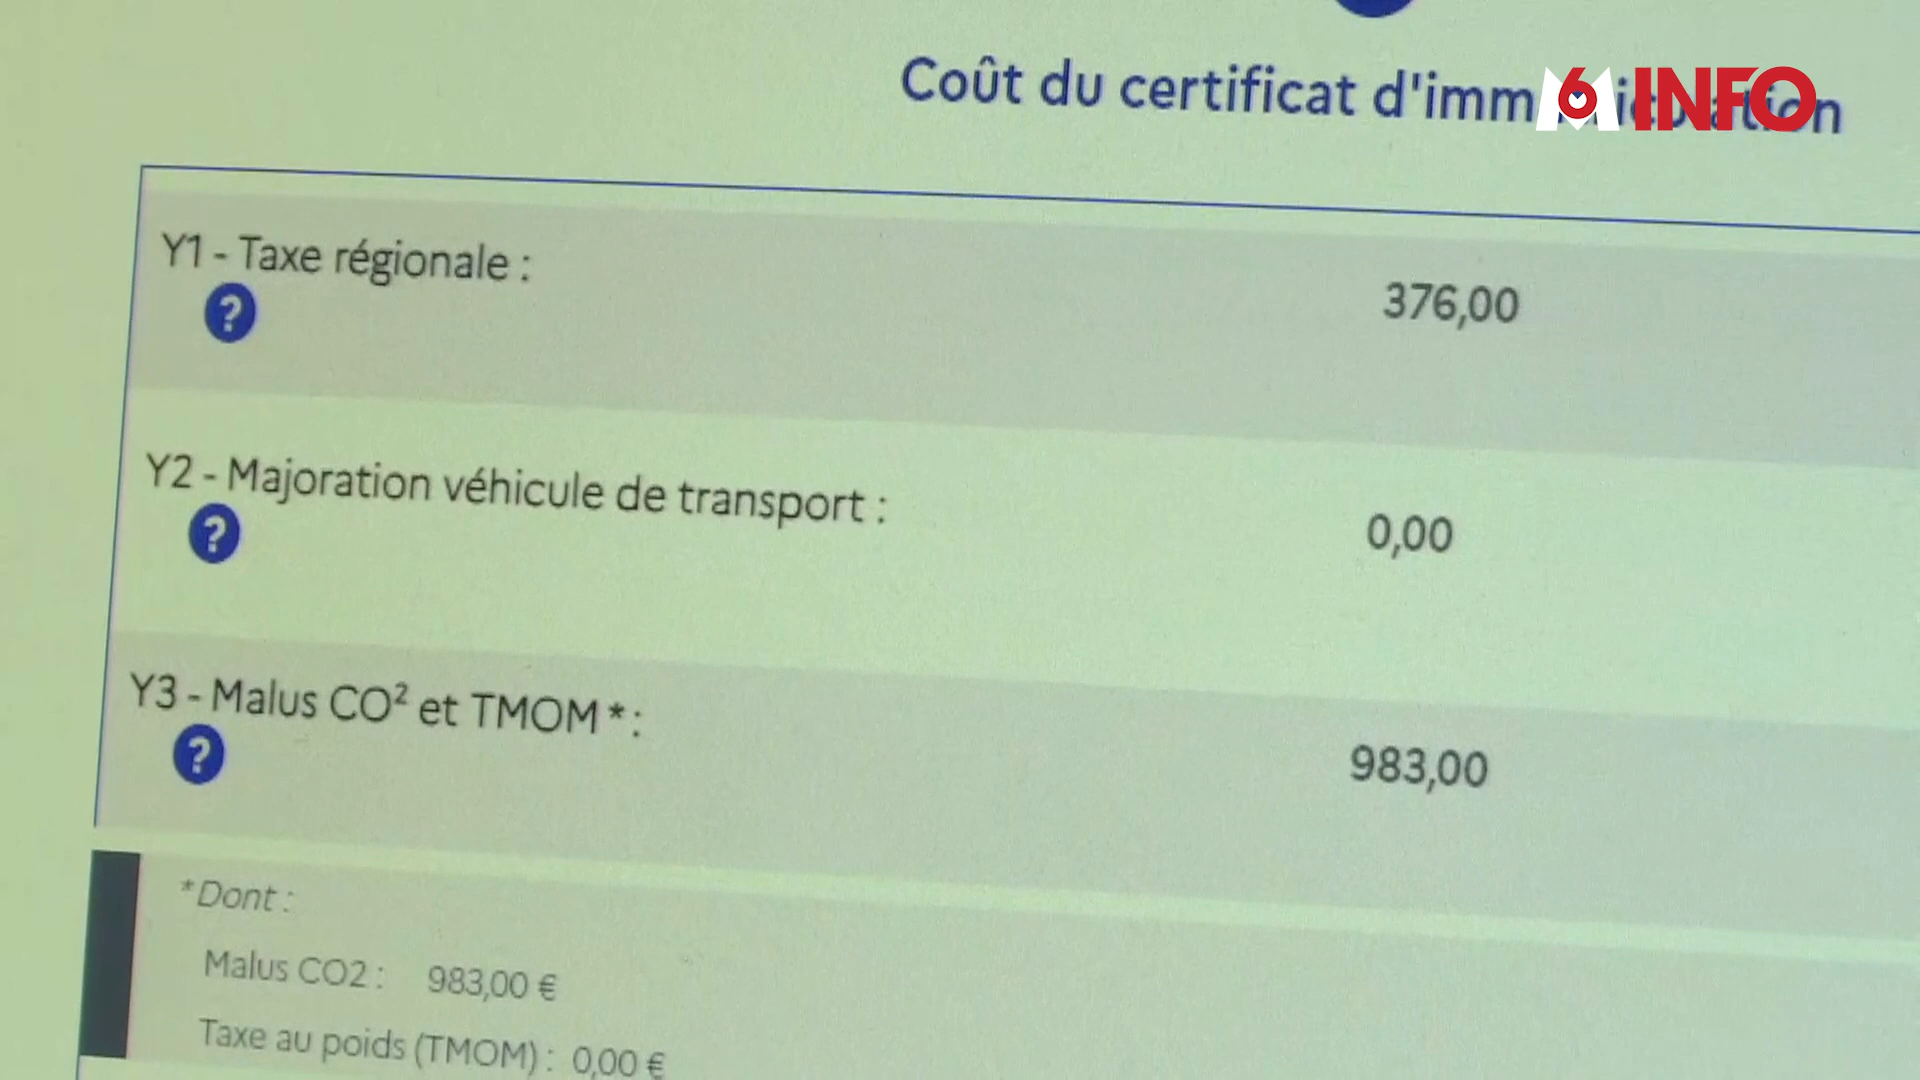 Coût du certificat d'immatriculation
M6 INFO
Y1 - Taxe régionale :
?
376,00
Y2 - Majoration véhicule de transport :
?
0,00
Y3 - Malus CO² et TMOM * :
?
983,00
*Dont :
Malus CO2 : 983,00 €
Taxe au poids (TMOM) : 0,00 €